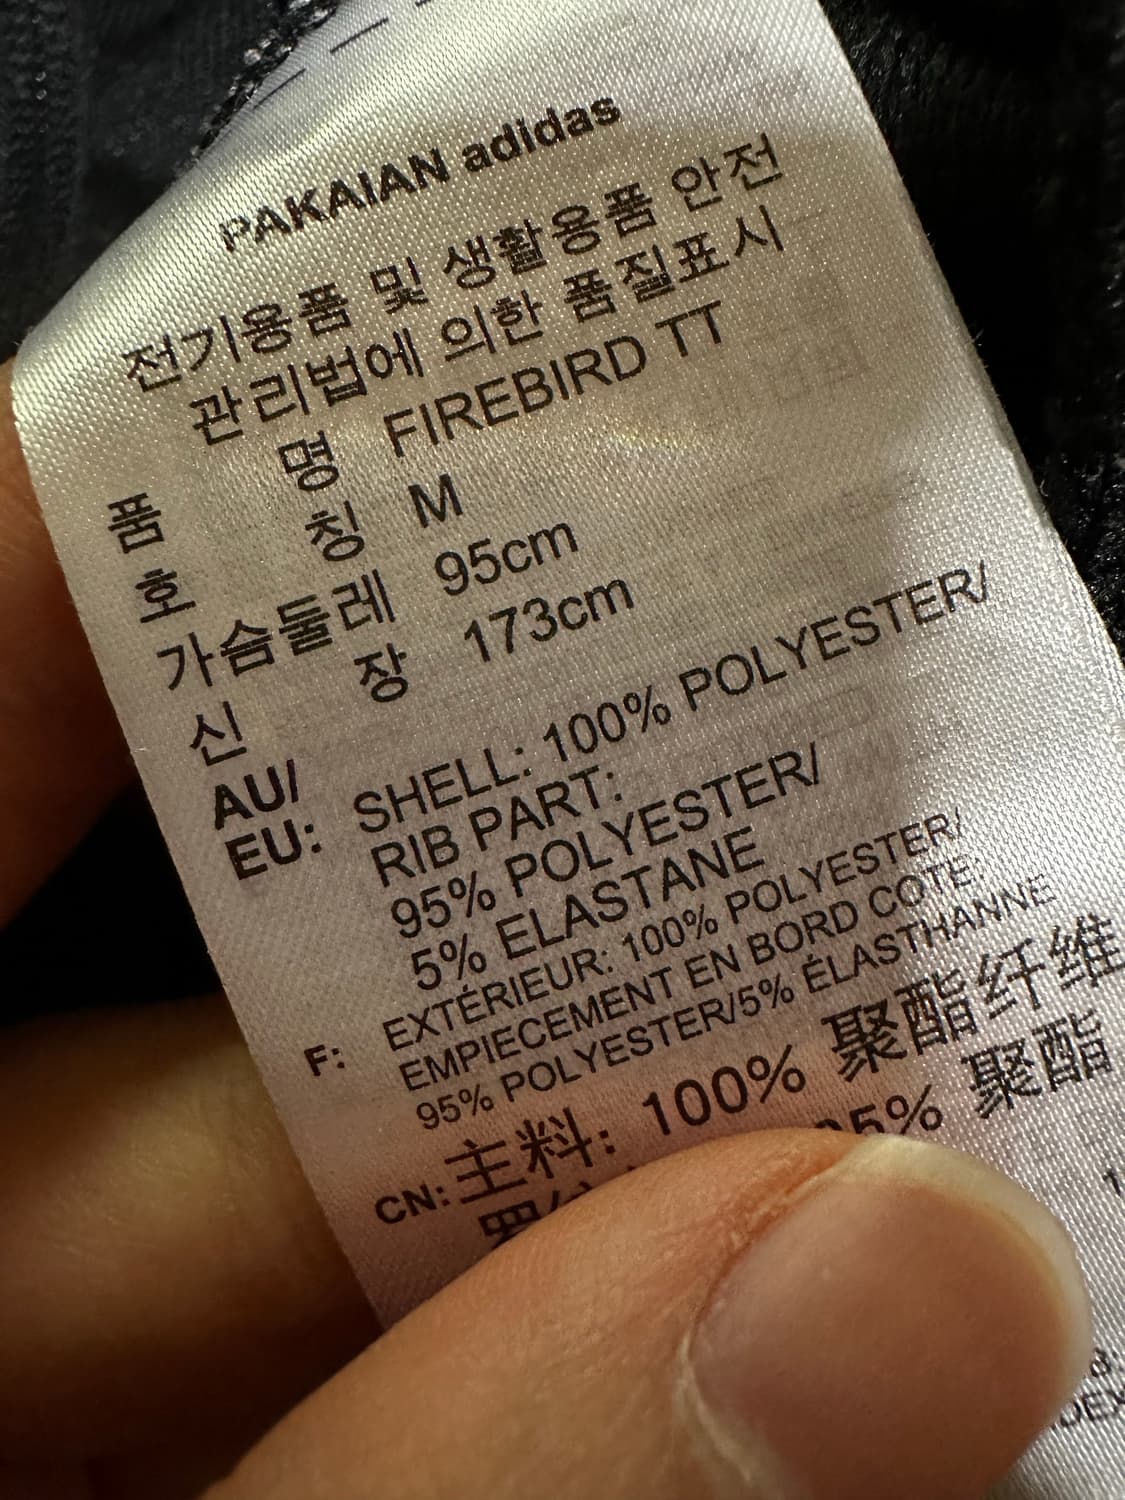 PAKAIAN adidas
전기용품 및 생활용품 안전
관리법에 의한 품질표시
품 명 FIREBIRD TT
호 칭 M
가슴둘레 95cm
신 장 173cm
AU/
EU: SHELL: 100% POLYESTER/
RIB PART:
95% POLYESTER/
5% ELASTANE
F: EXTÉRIEUR: 100% POLYESTER/
EMPIECEMENT EN BORD COTE:
95% POLYESTER/5% ÉLASTHANNE
CN: 主料: 100% 聚酯纤维
95% 聚酯